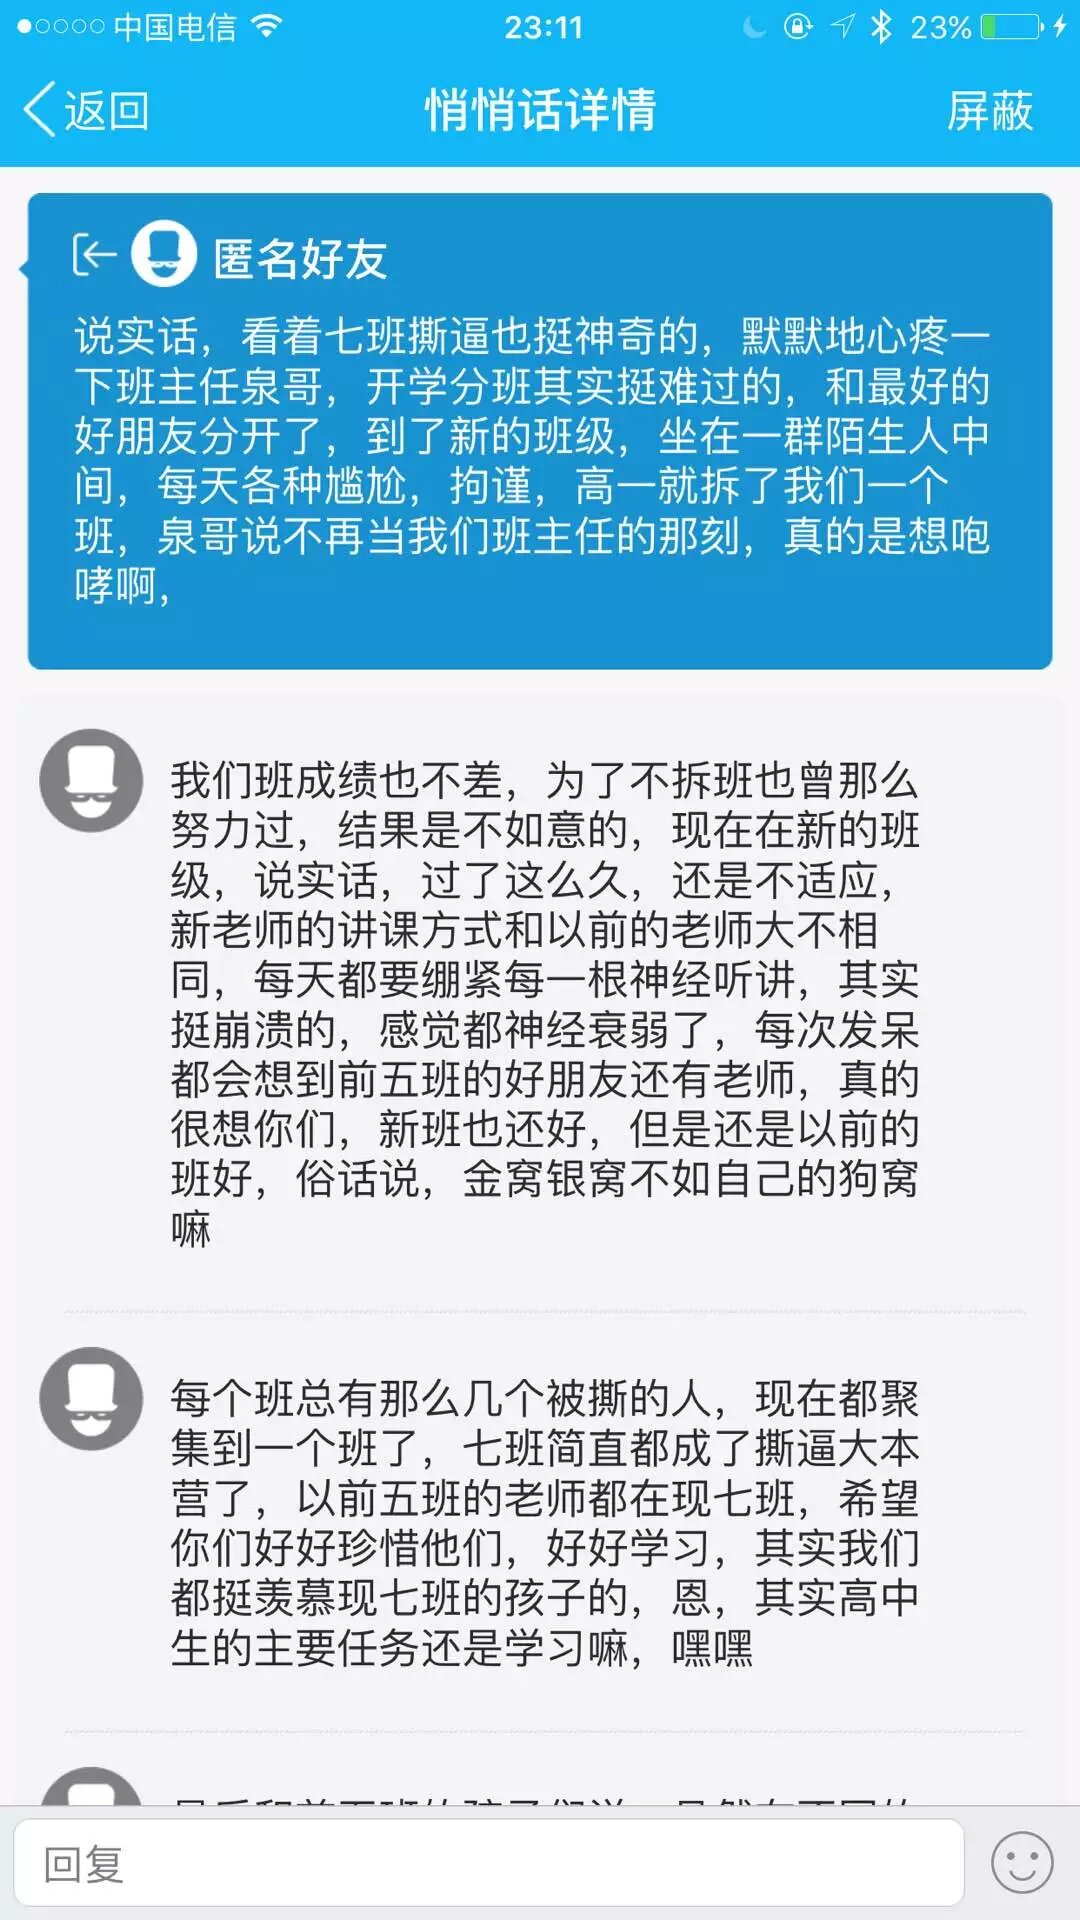 中国电信 23:11 23%
返回 悄悄话详情 屏蔽
匿名好友
说实话，看着七班撕逼也挺神奇的，默默地心疼一
下班主任泉哥，开学分班其实挺难过的，和最好的
好朋友分开了，到了新的班级，坐在一群陌生人中
间，每天各种尴尬，拘谨，高一就拆了我们一个
班，泉哥说不再当我们班主任的那刻，真的是想咆
哮啊，
我们班成绩也不差，为了不拆班也曾那么
努力过，结果是不如意的，现在在新的班
级，说实话，过了这么久，还是不适应，
新老师的讲课方式和以前的老师大不相
同，每天都要绷紧每一根神经听讲，其实
挺崩溃的，感觉都神经衰弱了，每次发呆
都会想到前五班的好朋友还有老师，真的
很想你们，新班也还好，但是还是以前的
班好，俗话说，金窝银窝不如自己的狗窝
嘛
每个班总有那么几个被撕的人，现在都聚
集到一个班了，七班简直都成了撕逼大本
营了，以前五班的老师都在现七班，希望
你们好好珍惜他们，好好学习，其实我们
都挺羡慕现七班的孩子的，恩，其实高中
生的主要任务还是学习嘛，嘿嘿
回复